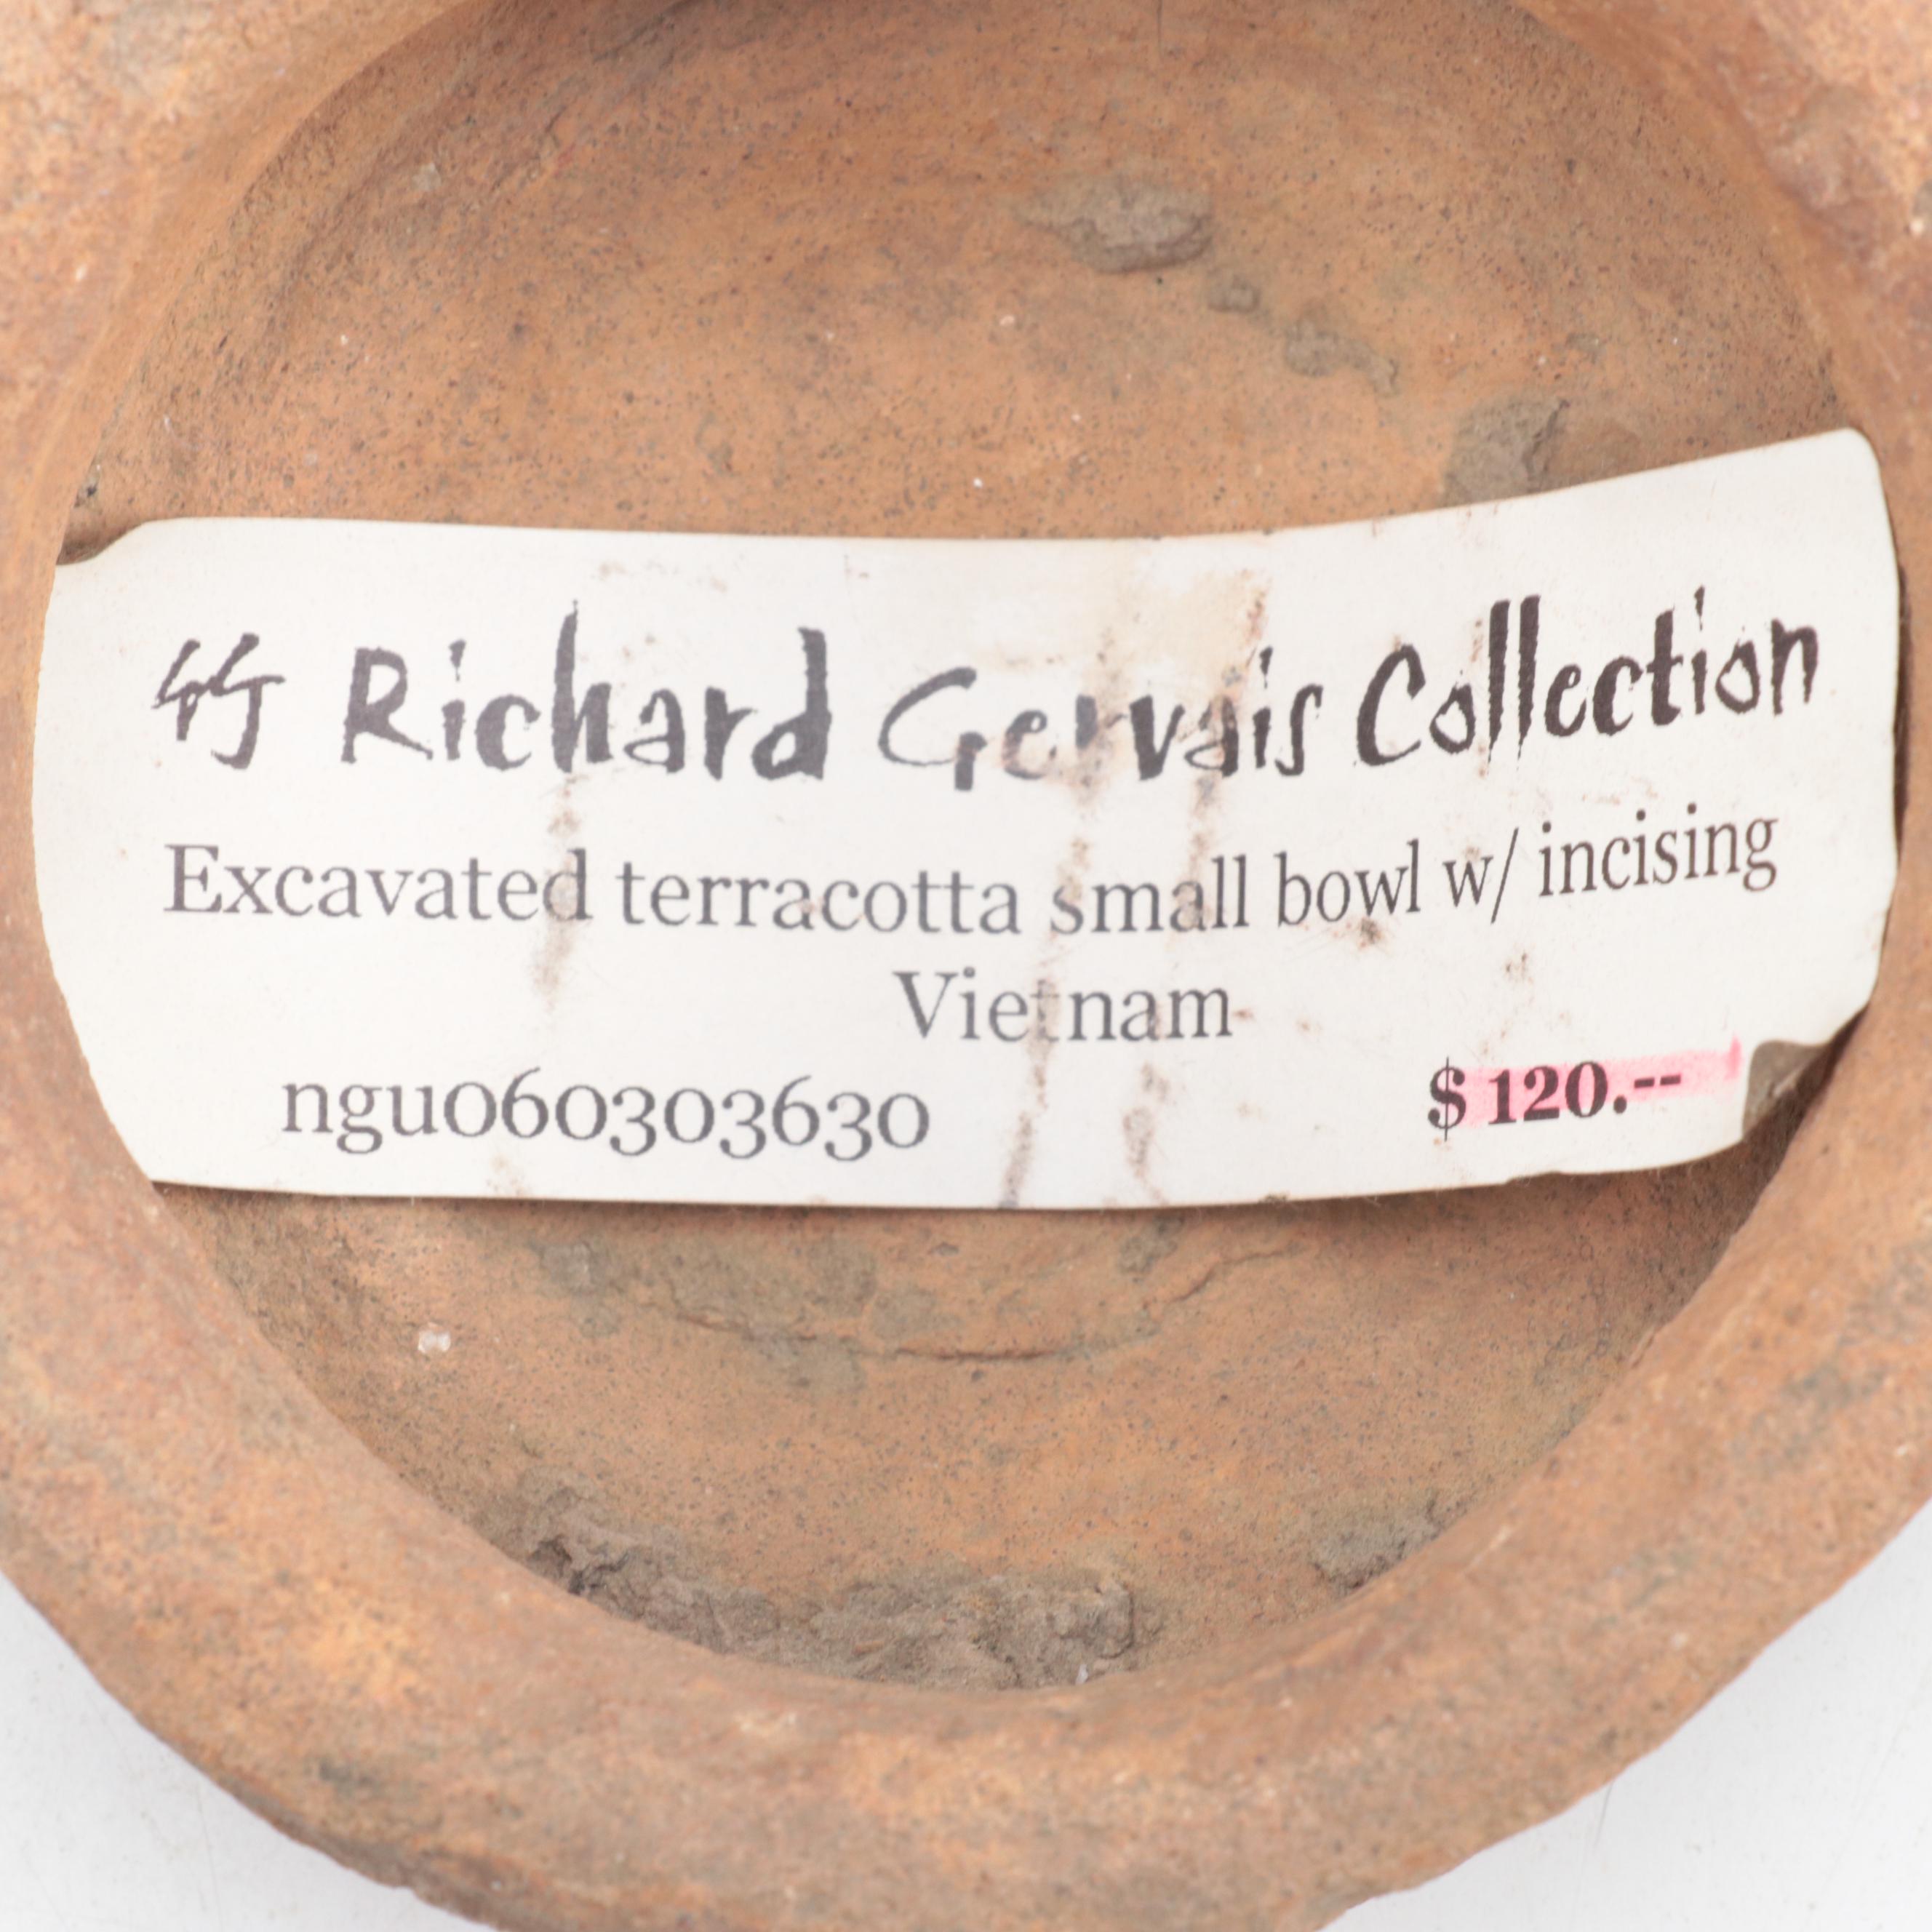 Richard Gervais Collection
Excavated terracotta small bowl w/ incising
Vietnam
ngu060303630 $ 120.--